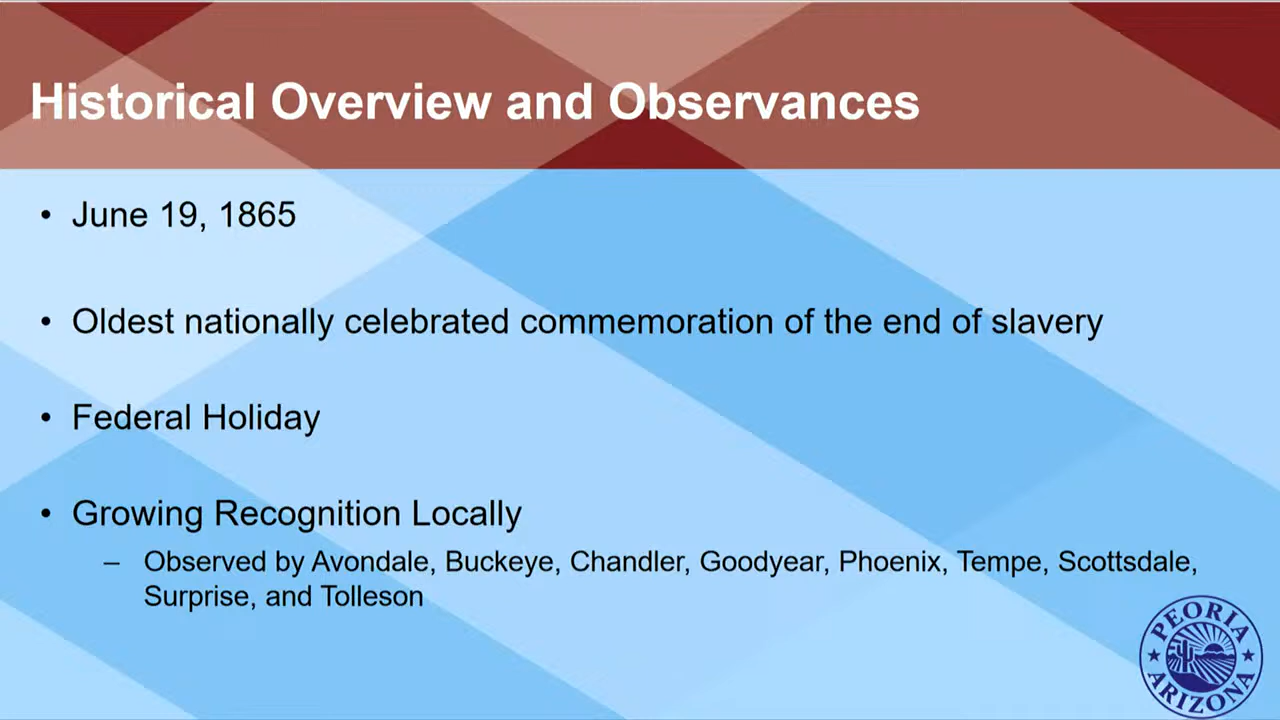 Historical Overview and Observances
• June 19, 1865
• Oldest nationally celebrated commemoration of the end of slavery
• Federal Holiday
• Growing Recognition Locally
– Observed by Avondale, Buckeye, Chandler, Goodyear, Phoenix, Tempe, Scottsdale,
Surprise, and Tolleson
PEORIA
ARIZONA